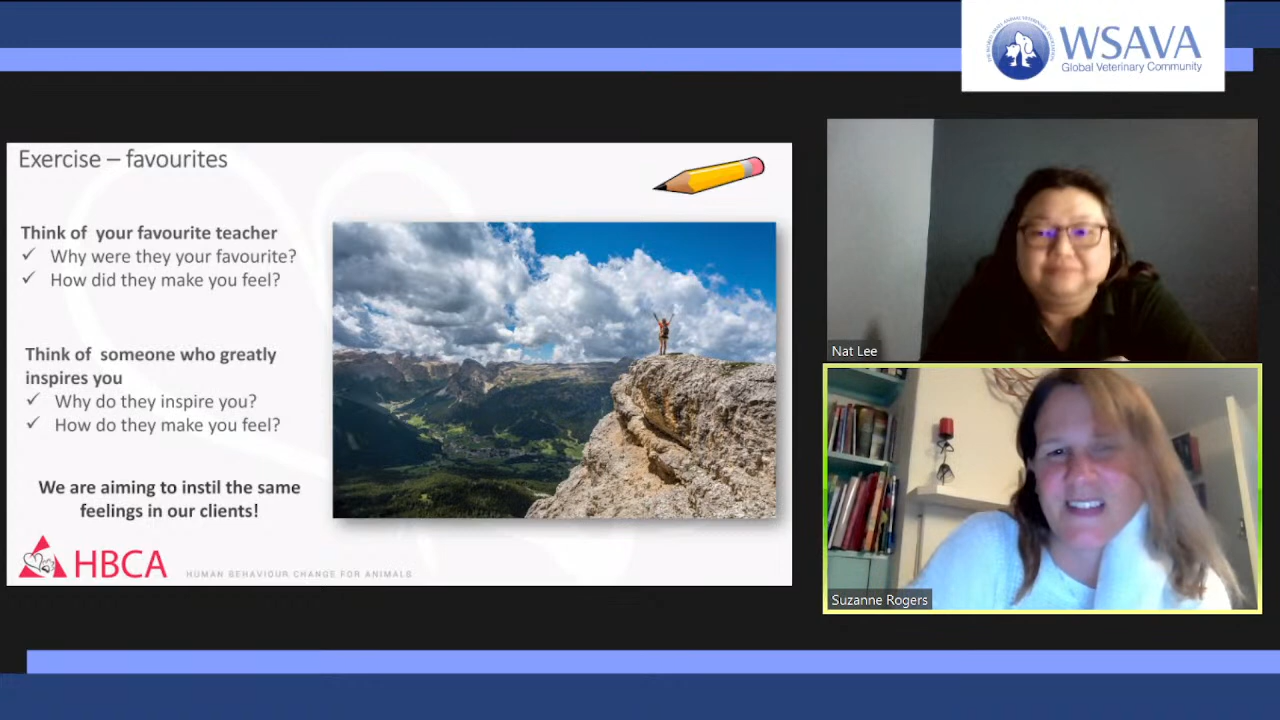 WSAVA
Global Veterinary Community
Exercise – favourites
Think of your favourite teacher
✓ Why were they your favourite?
✓ How did they make you feel?
Think of someone who greatly
inspires you
✓ Why do they inspire you?
✓ How do they make you feel?
We are aiming to instil the same
feelings in our clients!
HBCA
HUMAN BEHAVIOUR CHANGE FOR ANIMALS
Nat Lee
Suzanne Rogers